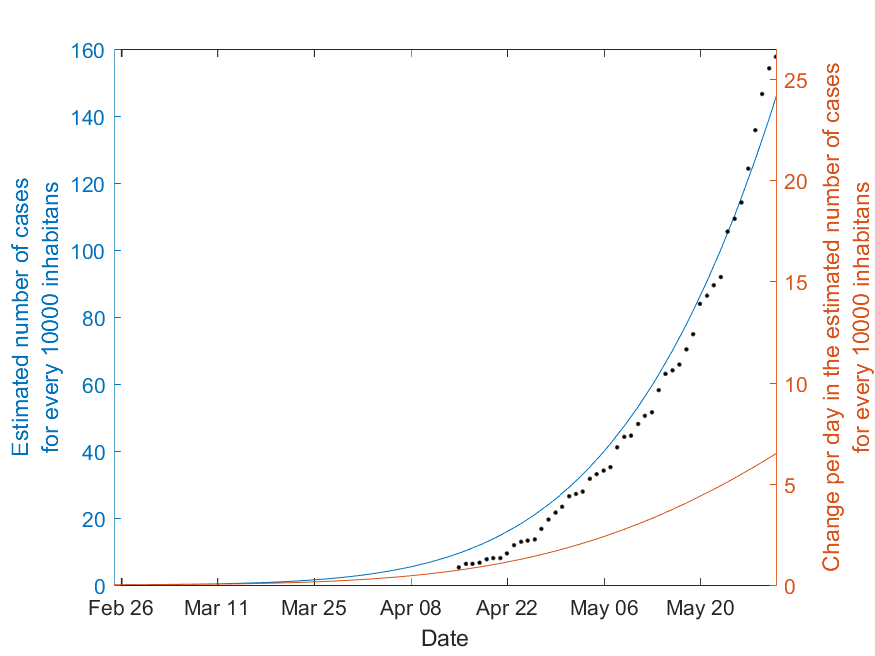 160
140
120
100
80
60
40
20
0
Estimated number of cases
for every 10000 inhabitans
25
20
15
10
5
0
Change per day in the estimated number of cases
for every 10000 inhabitans
Feb 26 Mar 11 Mar 25 Apr 08 Apr 22 May 06 May 20
Date